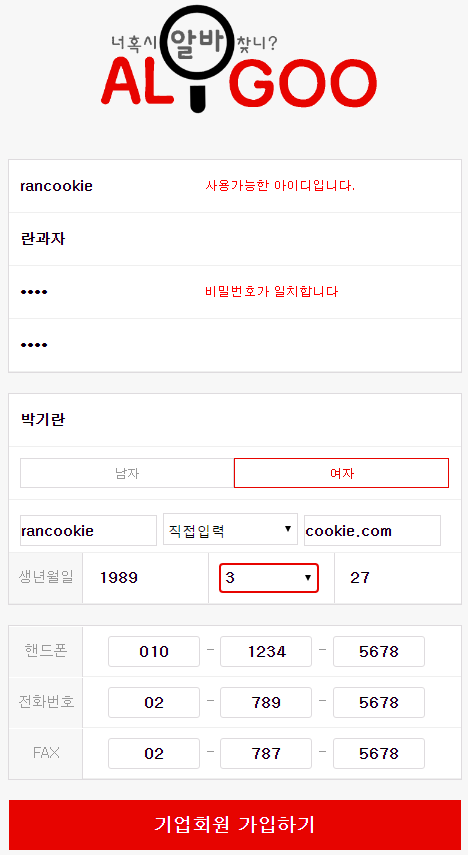 너혹시 알바 찾니?
ALGOO
rancookie 사용가능한 아이디입니다.
란과자
•••• 비밀번호가 일치합니다
••••
박기란
남자 여자
rancookie 직접입력 cookie.com
생년월일 1989 3 27
핸드폰 010 - 1234 - 5678
전화번호 02 - 789 - 5678
FAX 02 - 787 - 5678
기업회원 가입하기